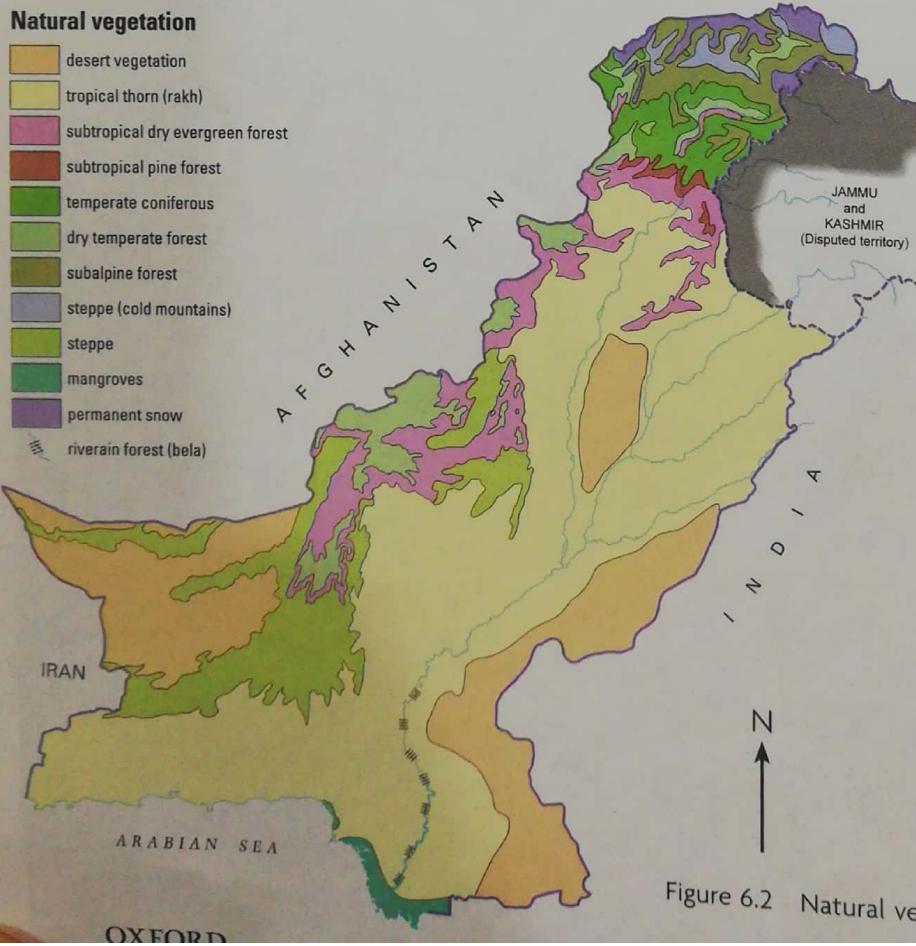 Natural vegetation
desert vegetation
tropical thorn (rakh)
subtropical dry evergreen forest
subtropical pine forest
temperate coniferous
dry temperate forest
subalpine forest
steppe (cold mountains)
steppe
mangroves
permanent snow
riverain forest (bela)
AFGHANISTAN
JAMMU
and
KASHMIR
(Disputed territory)
INDIA
IRAN
N
ARABIAN SEA
Figure 6.2 Natural ve
OXFORD